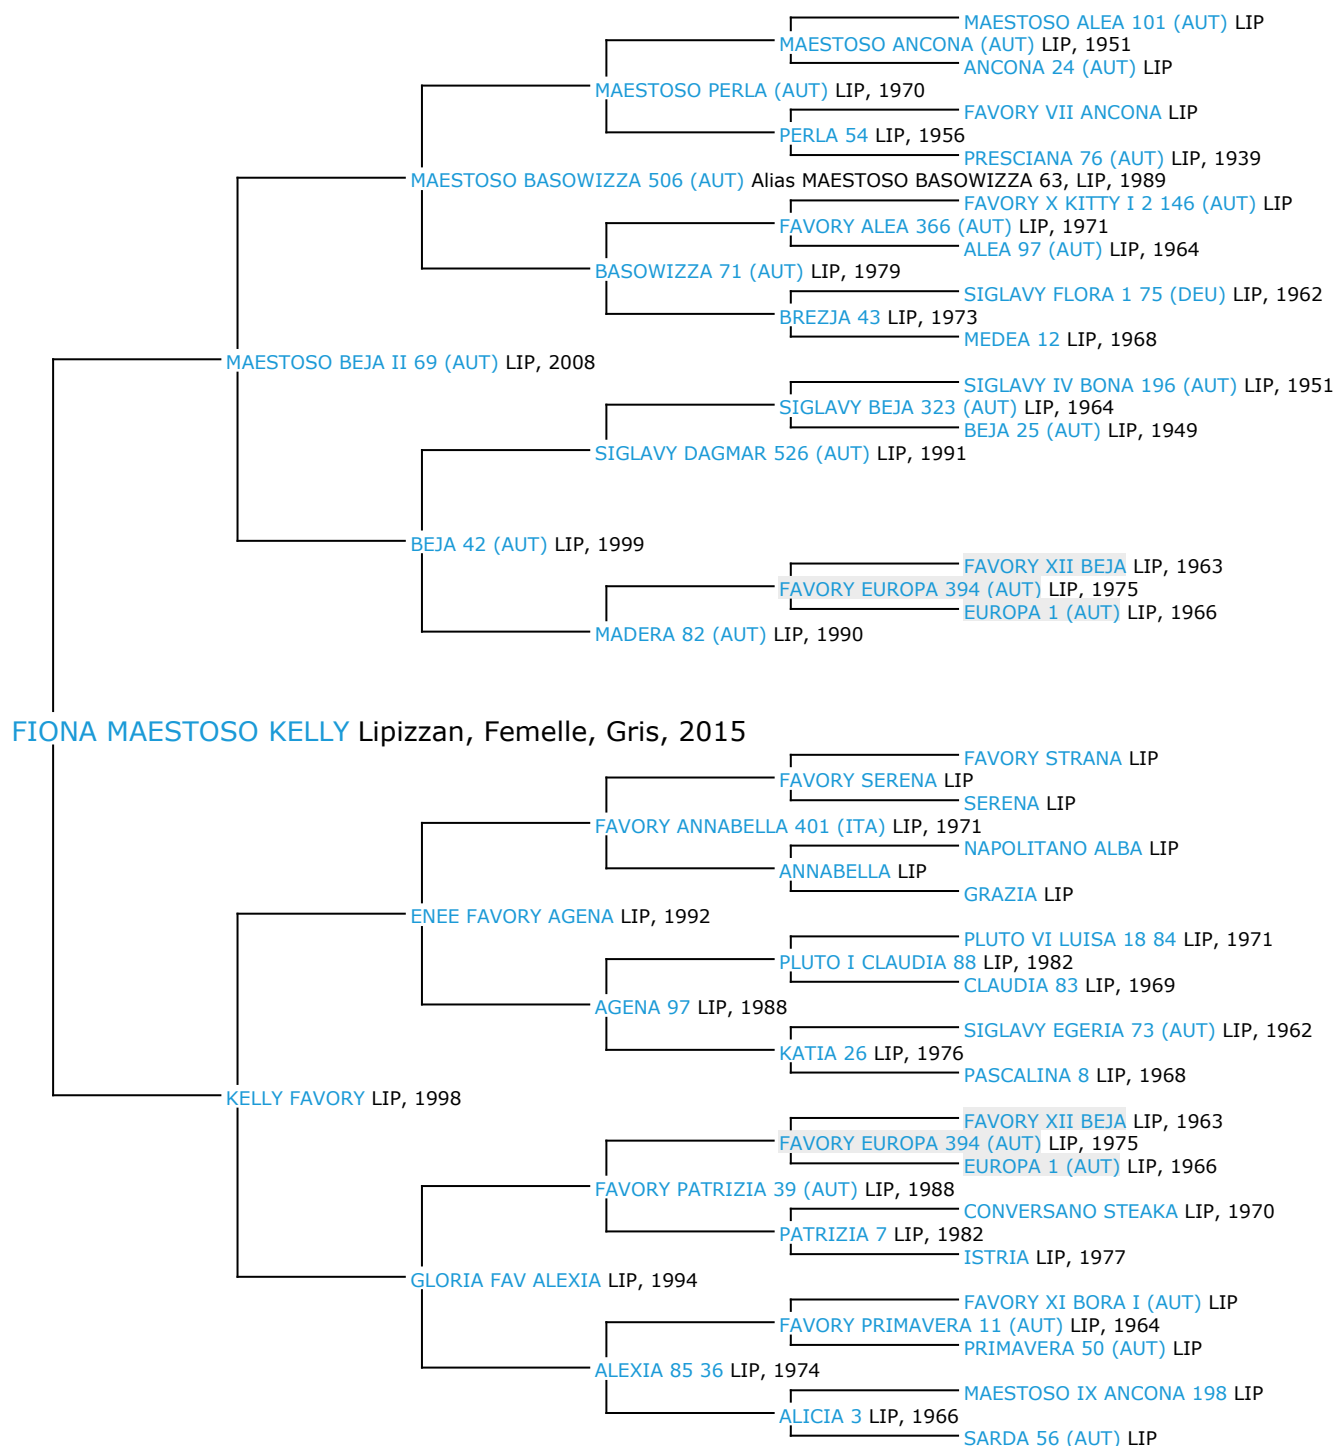 MAESTOSO ALEA 101 (AUT) LIP
MAESTOSO ANCONA (AUT) LIP, 1951
ANCONA 24 (AUT) LIP
MAESTOSO PERLA (AUT) LIP, 1970
FAVORY VII ANCONA LIP
PERLA 54 LIP, 1956
PRESCIANA 76 (AUT) LIP, 1939
MAESTOSO BASOWIZZA 506 (AUT) Alias MAESTOSO BASOWIZZA 63, LIP, 1989
FAVORY X KITTY I 2 146 (AUT) LIP
FAVORY ALEA 366 (AUT) LIP, 1971
ALEA 97 (AUT) LIP, 1964
BASOWIZZA 71 (AUT) LIP, 1979
SIGLAVY FLORA 1 75 (DEU) LIP, 1962
BREZJA 43 LIP, 1973
MEDEA 12 LIP, 1968
MAESTOSO BEJA II 69 (AUT) LIP, 2008
SIGLAVY IV BONA 196 (AUT) LIP, 1951
SIGLAVY BEJA 323 (AUT) LIP, 1964
BEJA 25 (AUT) LIP, 1949
SIGLAVY DAGMAR 526 (AUT) LIP, 1991
BEJA 42 (AUT) LIP, 1999
FAVORY XII BEJA LIP, 1963
FAVORY EUROPA 394 (AUT) LIP, 1975
EUROPA 1 (AUT) LIP, 1966
MADERA 82 (AUT) LIP, 1990
FIONA MAESTOSO KELLY Lipizzan, Femelle, Gris, 2015
FAVORY STRANA LIP
FAVORY SERENA LIP
SERENA LIP
FAVORY ANNABELLA 401 (ITA) LIP, 1971
NAPOLITANO ALBA LIP
ANNABELLA LIP
GRAZIA LIP
ENEE FAVORY AGENA LIP, 1992
PLUTO VI LUISA 18 84 LIP, 1971
PLUTO I CLAUDIA 88 LIP, 1982
CLAUDIA 83 LIP, 1969
AGENA 97 LIP, 1988
SIGLAVY EGERIA 73 (AUT) LIP, 1962
KATIA 26 LIP, 1976
PASCALINA 8 LIP, 1968
KELLY FAVORY LIP, 1998
FAVORY XII BEJA LIP, 1963
FAVORY EUROPA 394 (AUT) LIP, 1975
EUROPA 1 (AUT) LIP, 1966
FAVORY PATRIZIA 39 (AUT) LIP, 1988
CONVERSANO STEAKA LIP, 1970
PATRIZIA 7 LIP, 1982
ISTRIA LIP, 1977
GLORIA FAV ALEXIA LIP, 1994
FAVORY XI BORA I (AUT) LIP
FAVORY PRIMAVERA 11 (AUT) LIP, 1964
PRIMAVERA 50 (AUT) LIP
ALEXIA 85 36 LIP, 1974
MAESTOSO IX ANCONA 198 LIP
ALICIA 3 LIP, 1966
SARDA 56 (AUT) LIP